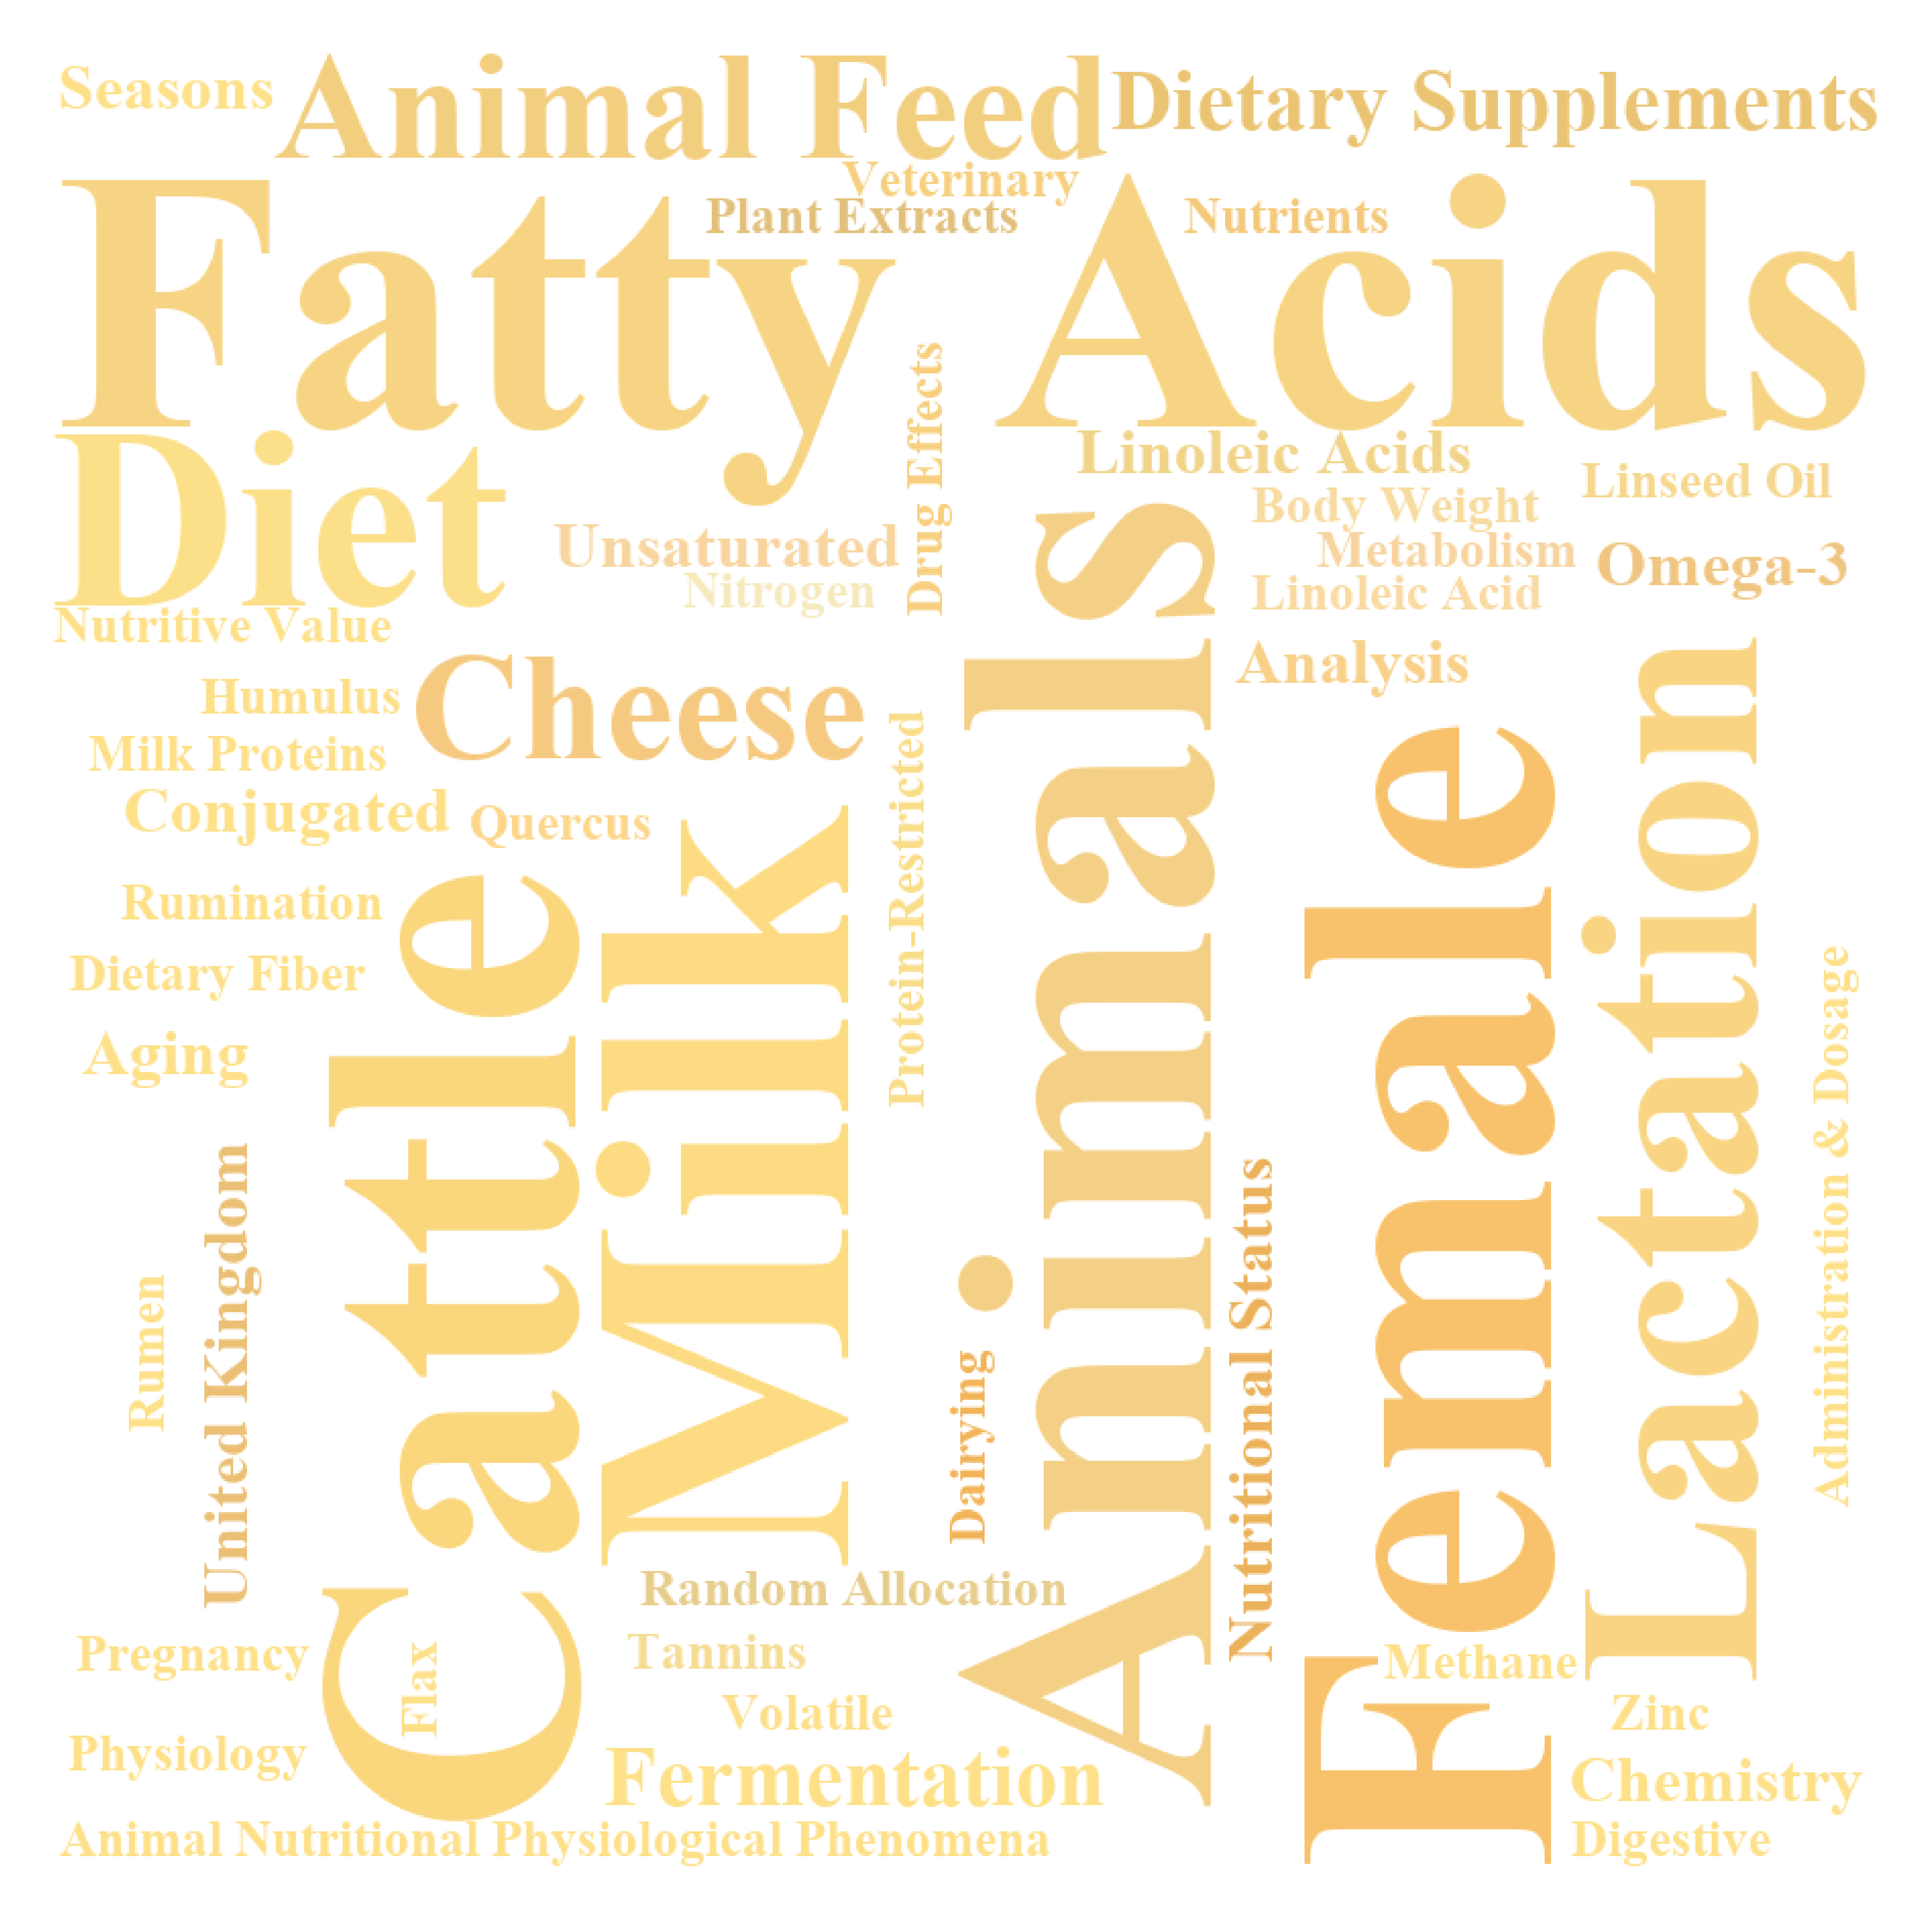 Seasons
Animal Feed
Dietary Supplements
Veterinary
Plant Extracts
Nutrients
Fatty Acids
Drug Effects
Diet
Linoleic Acids
Linseed Oil
Body Weight
Unsaturated
Metabolism
Omega-3
Nitrogen
Linoleic Acid
Nutritive Value
Analysis
Humulus
Cheese
Milk Proteins
Conjugated
Quercus
Protein-Restricted
Animals
Female
Lactation
Rumination
Dietary Fiber
Cattle
Milk
Aging
Administration & Dosage
United Kingdom
Rumen
Nutritional Status
Dairying
Random Allocation
Pregnancy
Flax
Tannins
Methane
Volatile
Zinc
Physiology
Fermentation
Chemistry
Animal Nutritional Physiological Phenomena
Digestive